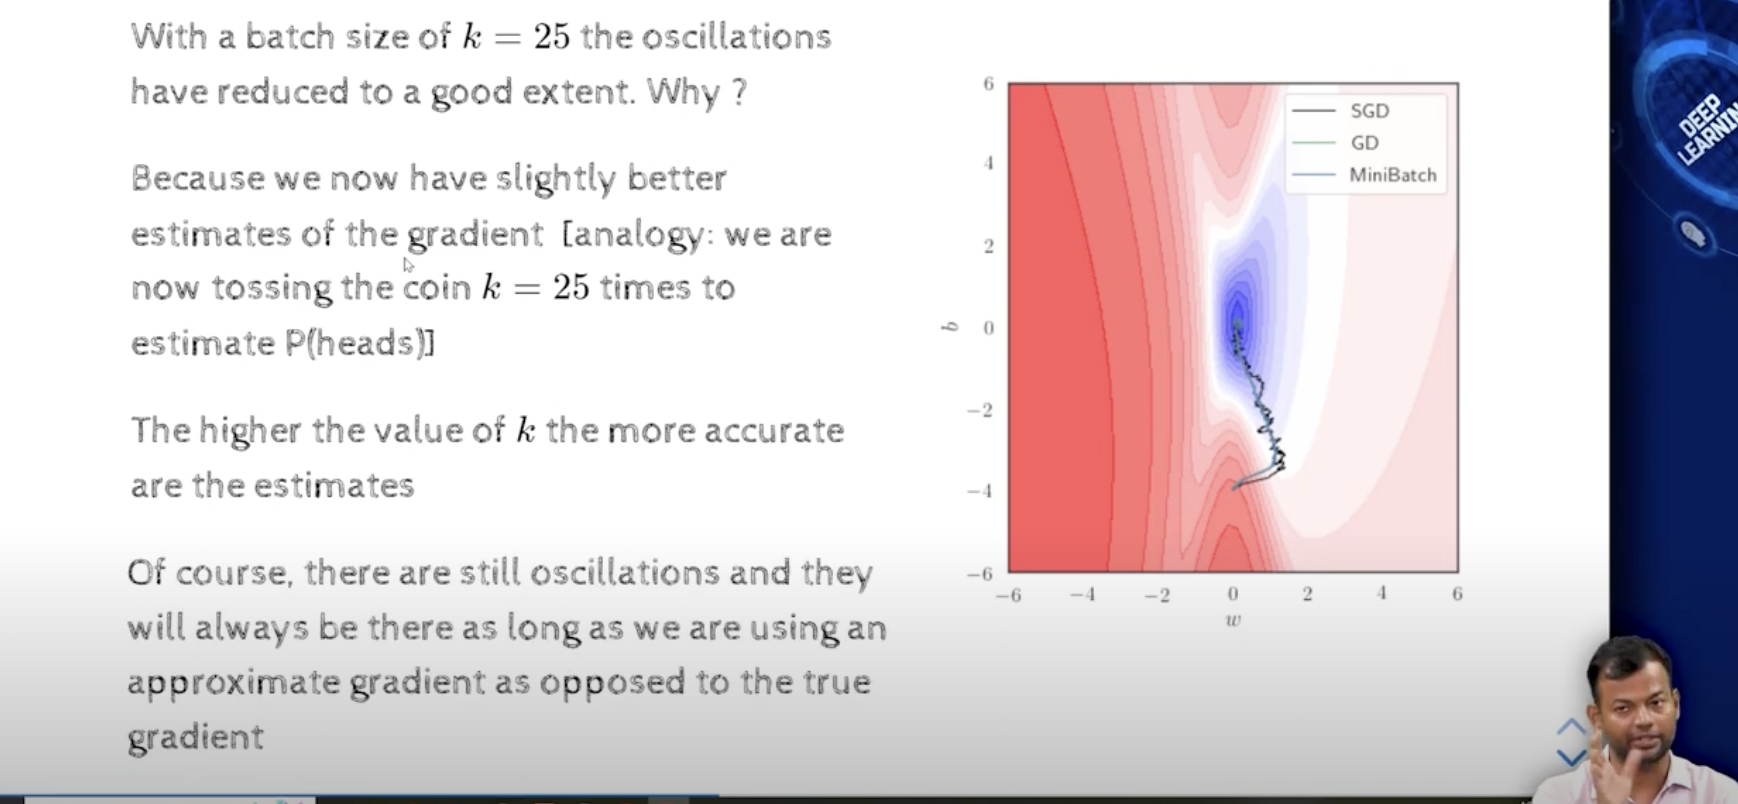 With a batch size of k = 25 the oscillations
have reduced to a good extent. Why ?
Because we now have slightly better
estimates of the gradient [analogy: we are
now tossing the coin k = 25 times to
estimate P(heads)]
The higher the value of k the more accurate
are the estimates
Of course, there are still oscillations and they
will always be there as long as we are using an
approximate gradient as opposed to the true
gradient
SGD
GD
MiniBatch
6
4
2
0
−2
−4
−6
b
−6 −4 −2 0 2 4 6
w
DEEP